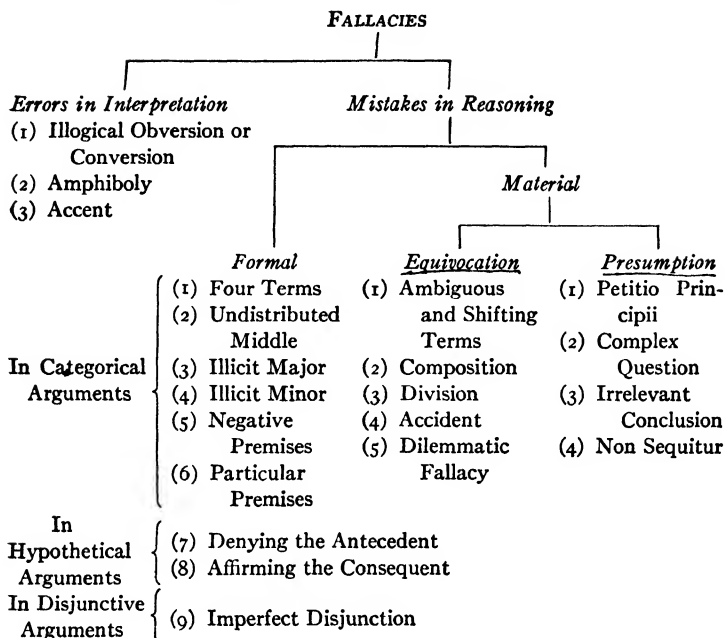 FALLACIES
Errors in Interpretation
(1) Illogical Obversion or
Conversion
(2) Amphiboly
(3) Accent
Mistakes in Reasoning
Material
Formal
In Categorical
Arguments
(1) Four Terms
(2) Undistributed
Middle
(3) Illicit Major
(4) Illicit Minor
(5) Negative
Premises
(6) Particular
Premises
Equivocation
(1) Ambiguous
and Shifting
Terms
(2) Composition
(3) Division
(4) Accident
(5) Dilemmatic
Fallacy
Presumption
(1) Petitio Prin-
cipii
(2) Complex
Question
(3) Irrelevant
Conclusion
(4) Non Sequitur
In
Hypothetical
Arguments
(7) Denying the Antecedent
(8) Affirming the Consequent
In Disjunctive
Arguments
(9) Imperfect Disjunction